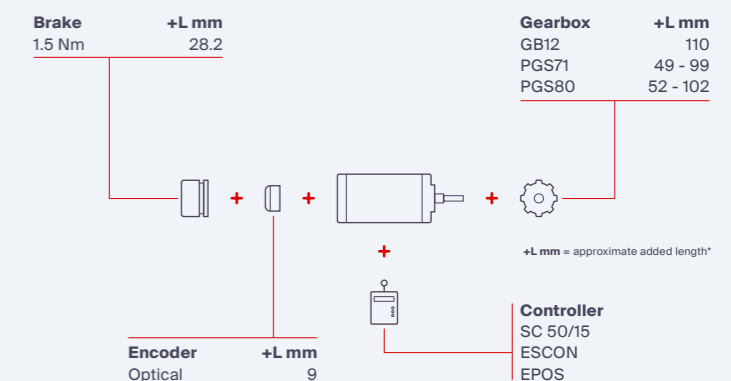 Brake +L mm
1.5 Nm 28.2
Gearbox +L mm
GB12 110
PGS71 49 - 99
PGS80 52 - 102
+ + +
+L mm = approximate added length*
+
Controller
SC 50/15
ESCON
EPOS
Encoder +L mm
Optical 9